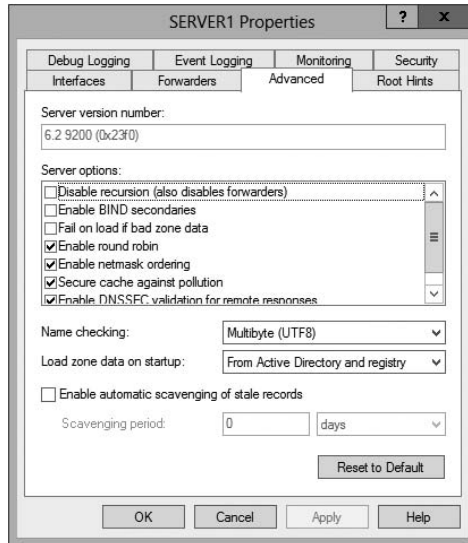 SERVER1 Properties
? x
Debug Logging Event Logging Monitoring Security
Interfaces Forwarders Advanced Root Hints
Server version number:
6.2 9200 (0x23f0)
Server options:
Disable recursion (also disables forwarders)
Enable BIND secondaries
Fail on load if bad zone data
Enable round robin
Enable netmask ordering
Secure cache against pollution
Enable DNSSEC validation for remote responses
Name checking: Multibyte (UTF8)
Load zone data on startup: From Active Directory and registry
Enable automatic scavenging of stale records
Scavenging period: 0 days
Reset to Default
OK Cancel Apply Help